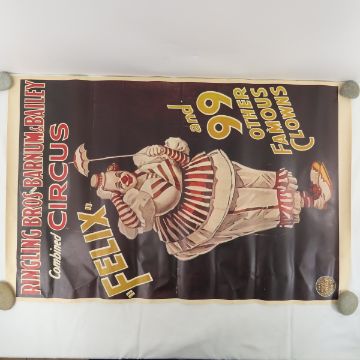 RINGLING BROS AND BARNUM & BAILEY
Combined CIRCUS
"FELIX"
and
99
OTHER
FAMOUS
CLOWNS